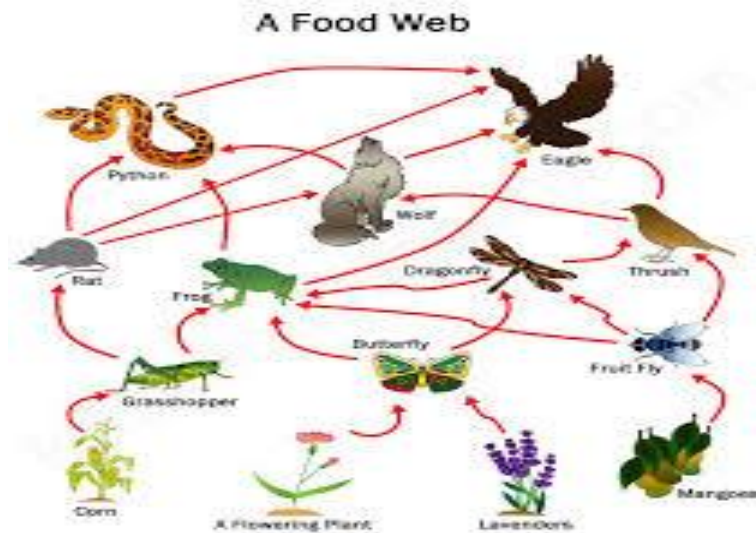 A Food Web
Python
Eagle
Wolf
Rat
Frog
Dragonfly
Thrush
Butterfly
Grasshopper
Fruit Fly
Corn
A Flowering Plant
Lavenders
Mangoes